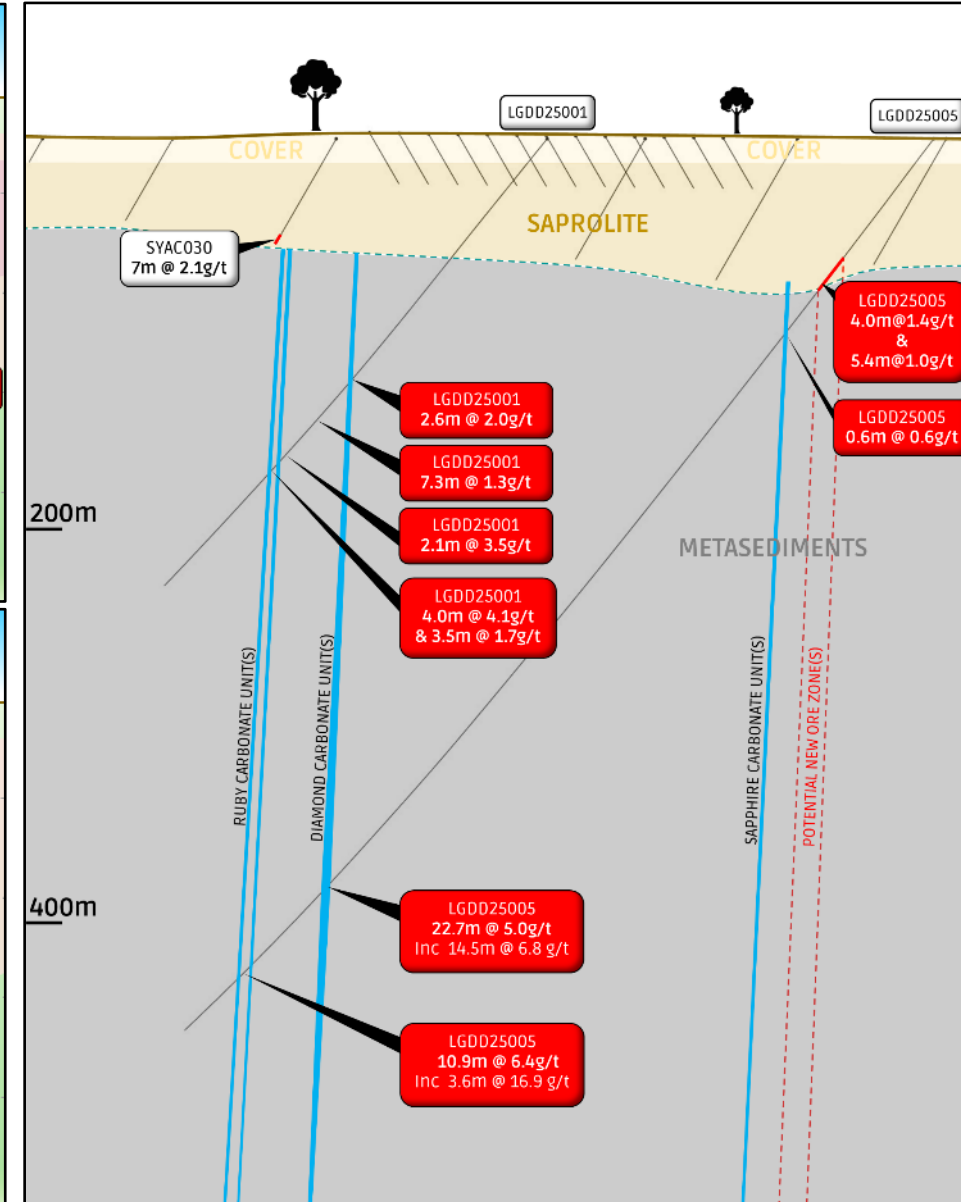 LGDD25001
LGDD25005
COVER
COVER
SAPROLITE
SYAC030
7m @ 2.1g/t
LGDD25005
4.0m@1.4g/t
&
5.4m@1.0g/t
LGDD25001
2.6m @ 2.0g/t
LGDD25005
0.6m @ 0.6g/t
LGDD25001
7.3m @ 1.3g/t
200m
LGDD25001
2.1m @ 3.5g/t
METASEDIMENTS
LGDD25001
4.0m @ 4.1g/t
& 3.5m @ 1.7g/t
RUBY CARBONATE UNIT(S)
DIAMOND CARBONATE UNIT(S)
SAPPHIRE CARBONATE UNIT(S)
POTENTIAL NEW ORE ZONE(S)
400m
LGDD25005
22.7m @ 5.0g/t
Inc 14.5m @ 6.8 g/t
LGDD25005
10.9m @ 6.4g/t
Inc 3.6m @ 16.9 g/t